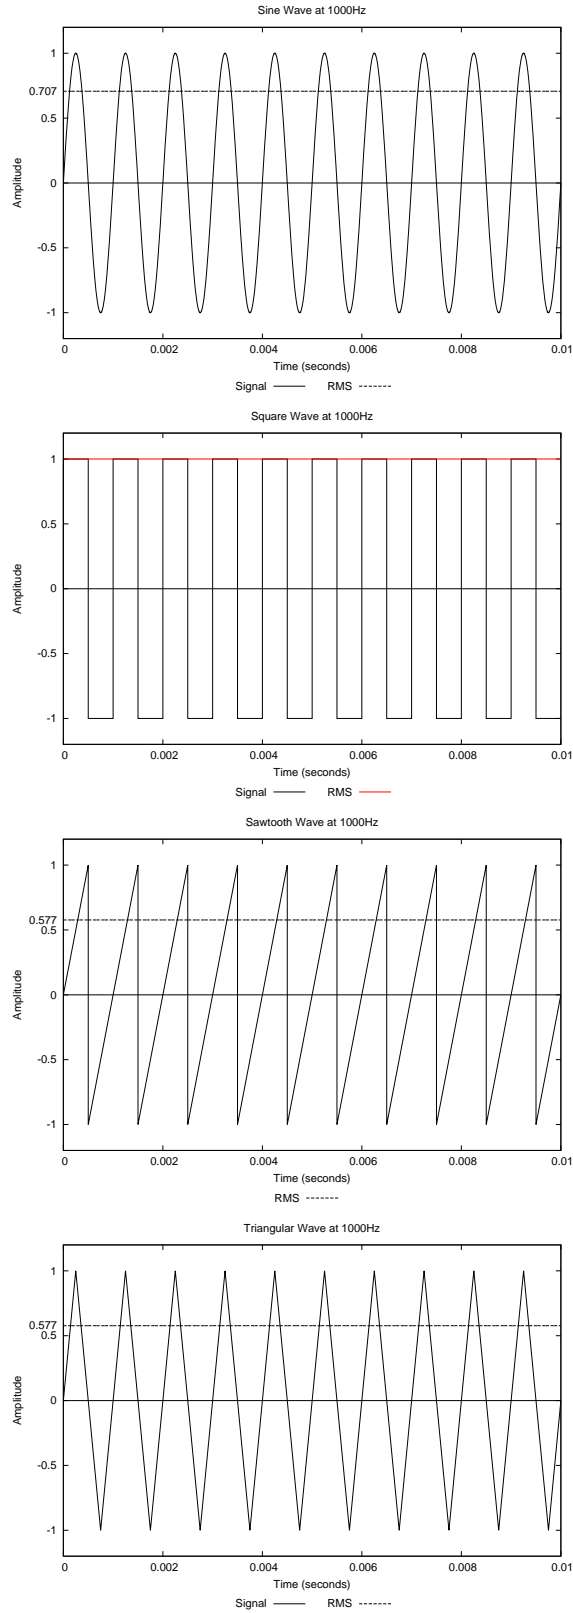 Sine Wave at 1000Hz
1
0.707
0.5
0
-0.5
-1
Amplitude
0 0.002 0.004 0.006 0.008 0.01
Time (seconds)
Signal RMS
Square Wave at 1000Hz
1
0.5
0
-0.5
-1
Amplitude
0 0.002 0.004 0.006 0.008 0.01
Time (seconds)
Signal RMS
Sawtooth Wave at 1000Hz
1
0.577
0.5
0
-0.5
-1
Amplitude
0 0.002 0.004 0.006 0.008 0.01
Time (seconds)
RMS
Triangular Wave at 1000Hz
1
0.577
0.5
0
-0.5
-1
Amplitude
0 0.002 0.004 0.006 0.008 0.01
Time (seconds)
Signal RMS